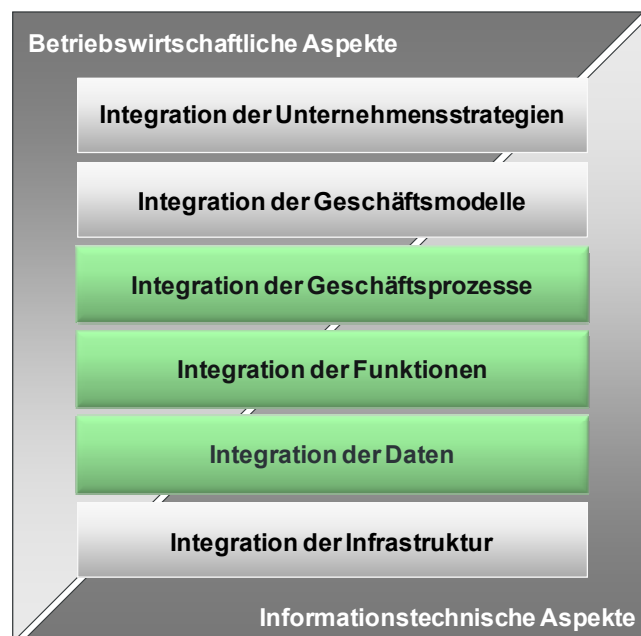 Betriebswirtschaftliche Aspekte
Integration der Unternehmensstrategien
Integration der Geschäftsmodelle
Integration der Geschäftsprozesse
Integration der Funktionen
Integration der Daten
Integration der Infrastruktur
Informationstechnische Aspekte